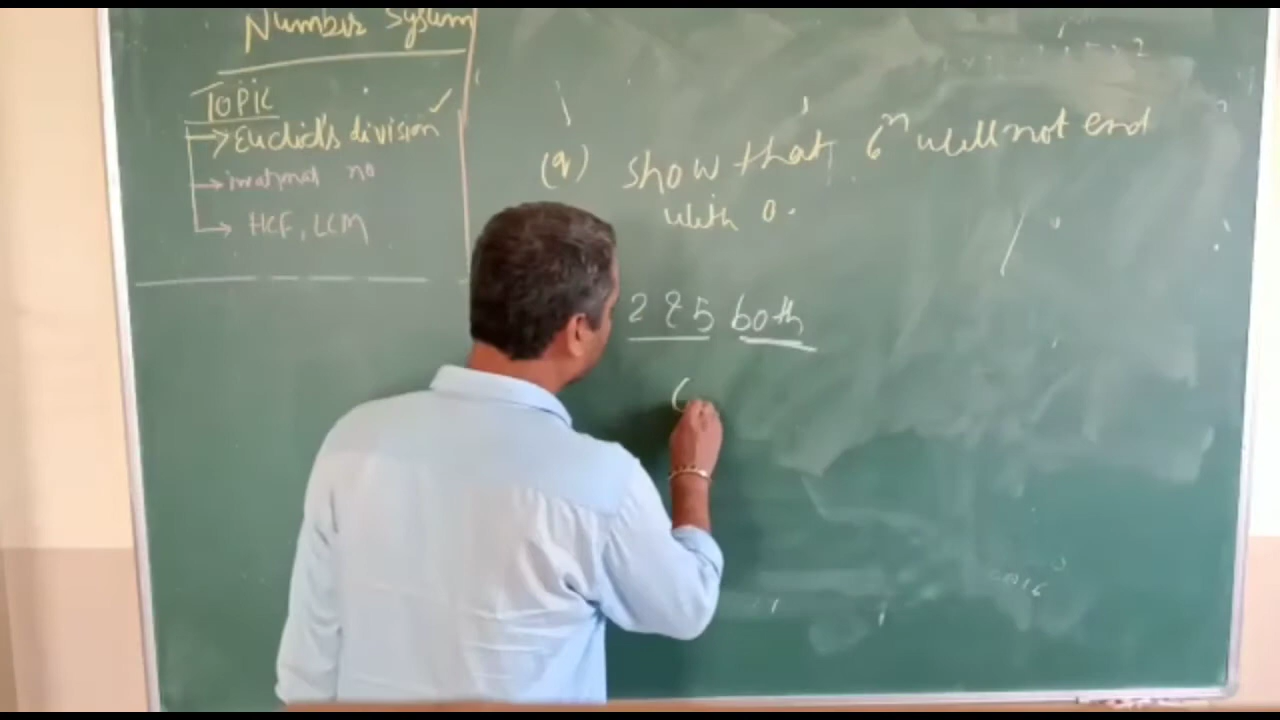 Number System
TOPIC
→ Euclid's division ✓
→ irrational no
→ HCF, LCM
(q) Show that 6ⁿ will not end
with 0.
2 & 5 both